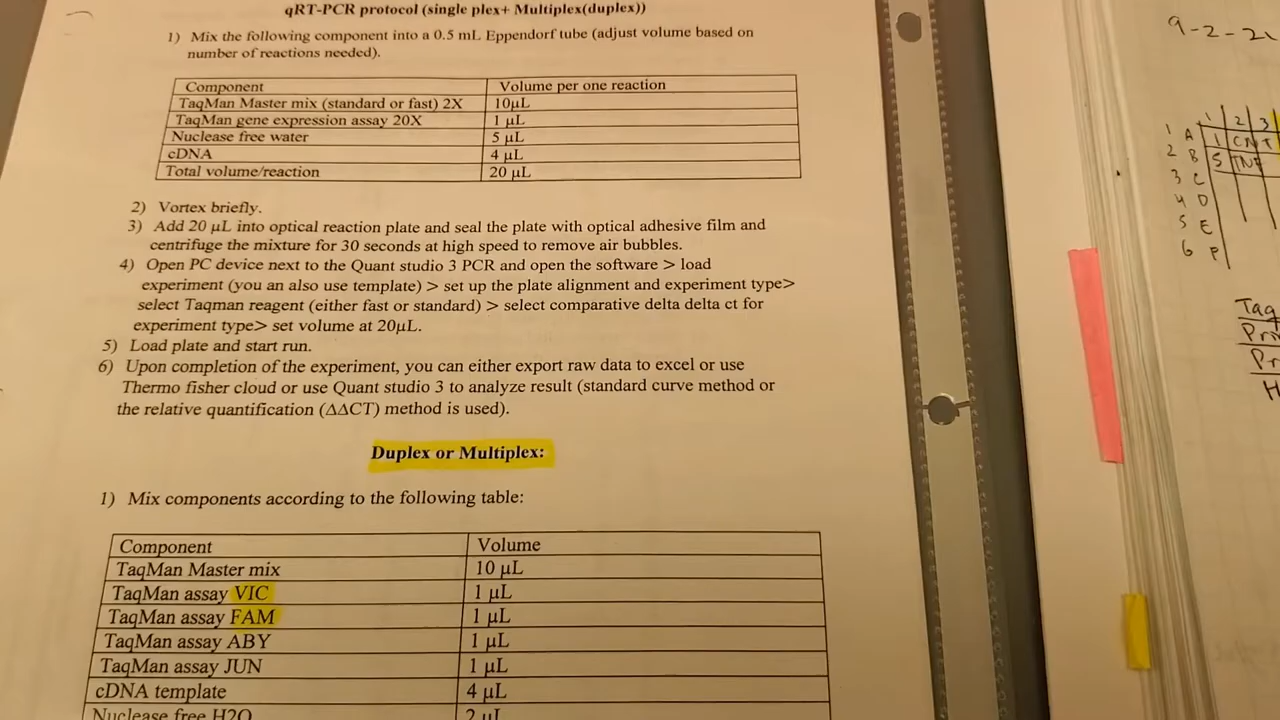 qRT-PCR protocol (single plex+ Multiplex(duplex))
1) Mix the following component into a 0.5 mL Eppendorf tube (adjust volume based on
number of reactions needed).
Component Volume per one reaction
TaqMan Master mix (standard or fast) 2X 10µL
TaqMan gene expression assay 20X 1 µL
Nuclease free water 5 µL
cDNA 4 µL
Total volume/reaction 20 µL
2) Vortex briefly.
3) Add 20 µL into optical reaction plate and seal the plate with optical adhesive film and
centrifuge the mixture for 30 seconds at high speed to remove air bubbles.
4) Open PC device next to the Quant studio 3 PCR and open the software > load
experiment (you an also use template) > set up the plate alignment and experiment type>
select Taqman reagent (either fast or standard) > select comparative delta delta ct for
experiment type> set volume at 20µL.
5) Load plate and start run.
6) Upon completion of the experiment, you can either export raw data to excel or use
Thermo fisher cloud or use Quant studio 3 to analyze result (standard curve method or
the relative quantification (ΔΔCT) method is used).
Duplex or Multiplex:
1) Mix components according to the following table:
Component Volume
TaqMan Master mix 10 µL
TaqMan assay VIC 1 µL
TaqMan assay FAM 1 µL
TaqMan assay ABY 1 µL
TaqMan assay JUN 1 µL
cDNA template 4 µL
Nuclease free H2O 2 µL
9-2-2
1 2 3
1 A 1 CN T
2 B S TNF
3 C
4 D
5 E
6 F
Taq
Pri
Pr
H